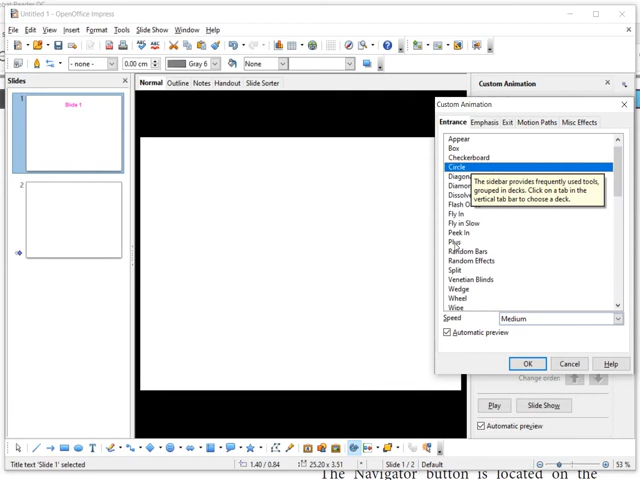 Untitled 1 - OpenOffice Impress
File Edit View Insert Format Tools Slide Show Window Help
- none - 0.00 cm Gray 6 None
Slides
Normal Outline Notes Handout Slide Sorter
Custom Animation
1
Slide 1
2
Custom Animation
Entrance Emphasis Exit Motion Paths Misc Effects
Appear
Box
Checkerboard
Circle
The sidebar provides frequently used tools,
grouped in decks. Click on a tab in the
vertical tab bar to choose a deck.
Fly In
Fly in Slow
Peek In
Plus
Random Bars
Random Effects
Split
Venetian Blinds
Wedge
Wheel
Wipe
Speed Medium
Automatic preview
OK Cancel Help
Change order:
Play Slide Show
Automatic preview
Title text 'Slide 1' selected 1.40 / 0.84 25.20 x 3.51 * Slide 1 / 2 Default 53 %
The Navigator button is located on the